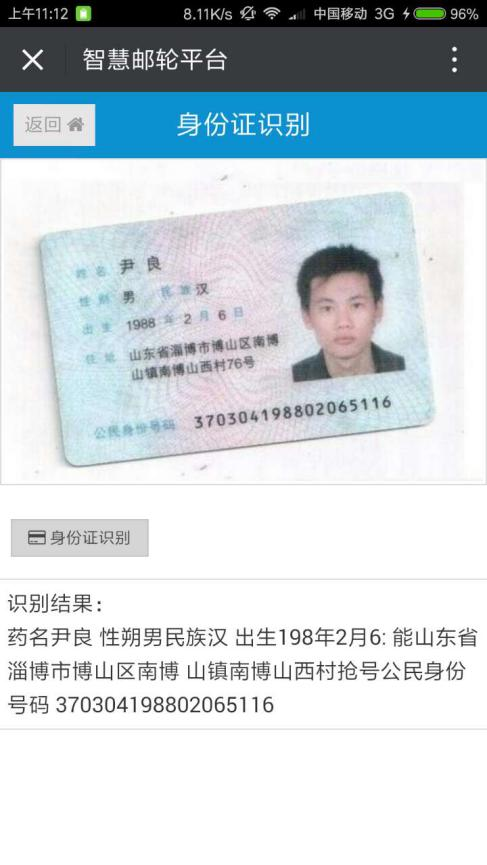 上午11:12 8.11K/s 中国移动 3G 96%
智慧邮轮平台
返回 身份证识别
姓名 尹良
性别 男 民族 汉
出生 1988 年 2 月 6 日
住址 山东省淄博市博山区南博
山镇南博山西村76号
公民身份号码 370304198802065116
身份证识别
识别结果：
药名尹良 性朔男民族汉 出生198年2月6: 能山东省
淄博市博山区南博 山镇南博山西村抢号公民身份
号码 370304198802065116